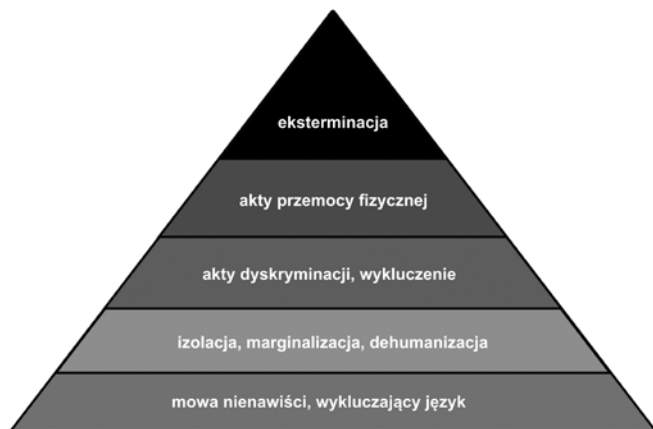 eksterminacja
akty przemocy fizycznej
akty dyskryminacji, wykluczenie
izolacja, marginalizacja, dehumanizacja
mowa nienawiści, wykluczający język